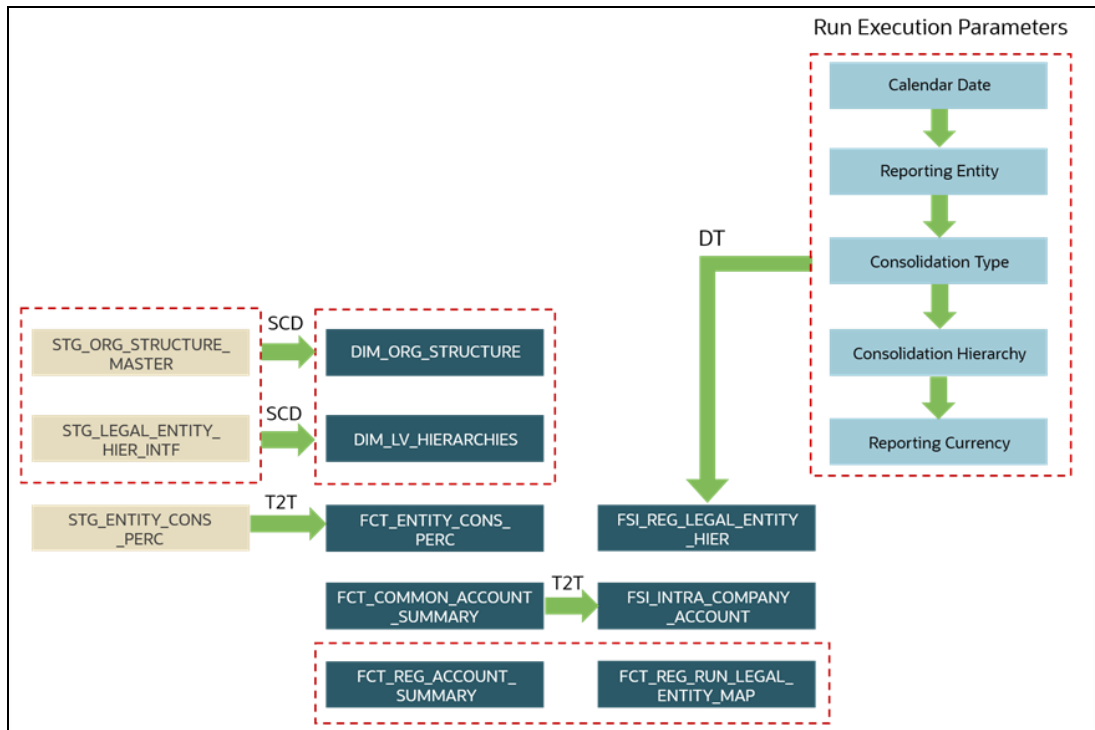 Run Execution Parameters
Calendar Date
Reporting Entity
DT
Consolidation Type
SCD
STG_ORG_STRUCTURE_
MASTER
DIM_ORG_STRUCTURE
Consolidation Hierarchy
SCD
STG_LEGAL_ENTITY_
HIER_INTF
DIM_LV_HIERARCHIES
Reporting Currency
T2T
STG_ENTITY_CONS
_PERC
FCT_ENTITY_CONS_
PERC
FSI_REG_LEGAL_ENTITY
_HIER
T2T
FCT_COMMON_ACCOUNT
_SUMMARY
FSI_INTRA_COMPANY
_ACCOUNT
FCT_REG_ACCOUNT_
SUMMARY
FCT_REG_RUN_LEGAL_
ENTITY_MAP